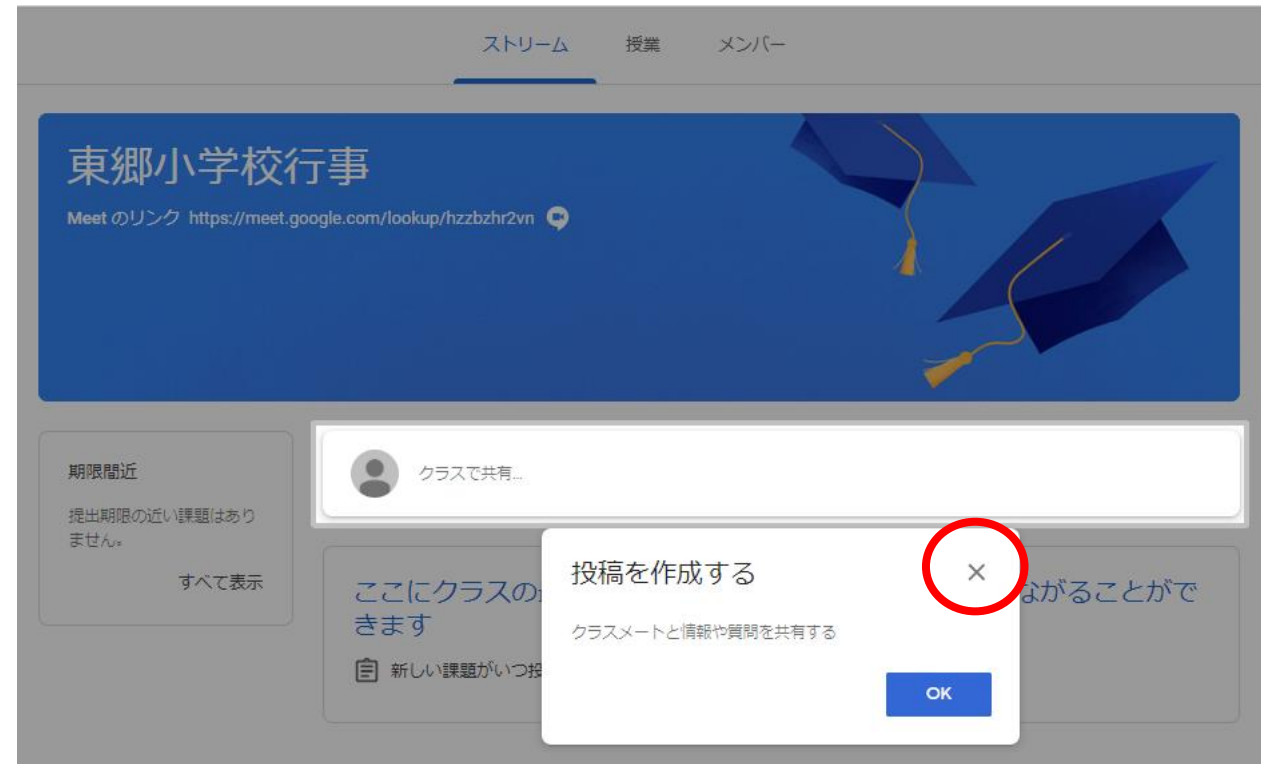 ストリーム 授業 メンバー
東郷小学校行事
Meet のリンク https://meet.google.com/lookup/hzzbzhr2vn
期限間近
提出期限の近い課題はあり
ません。
すべて表示
クラスで共有...
ここにクラスの
ながることがで
きます
新しい課題がいつ投
投稿を作成する
クラスメートと情報や質問を共有する
OK